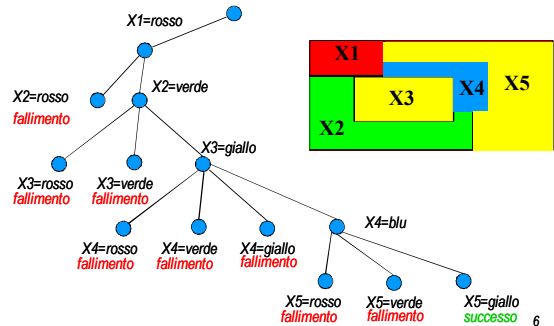 X1=rosso
X2=rosso
fallimento
X2=verde
X3=rosso
fallimento
X3=verde
fallimento
X3=giallo
X4=rosso
fallimento
X4=verde
fallimento
X4=giallo
fallimento
X4=blu
X5=rosso
fallimento
X5=verde
fallimento
X5=giallo
successo
X1
X2
X3
X4
X5
6